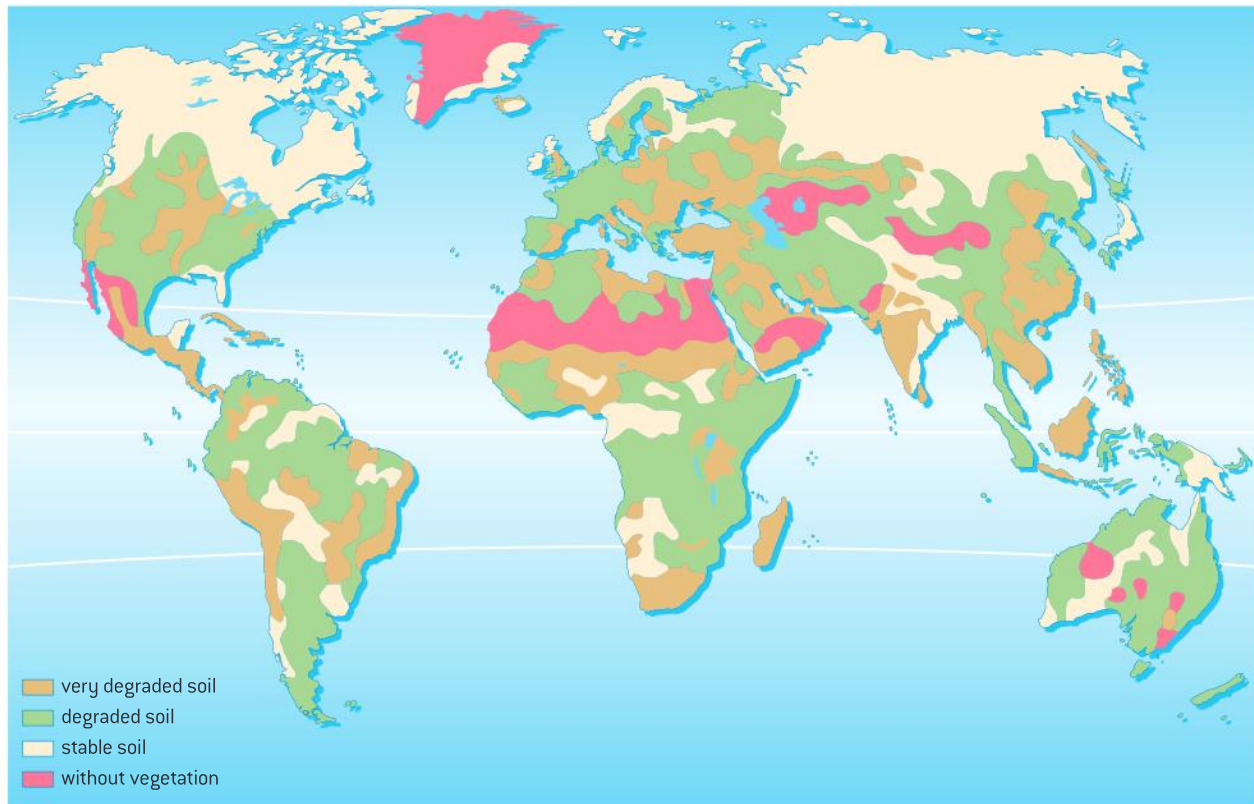 very degraded soil
degraded soil
stable soil
without vegetation